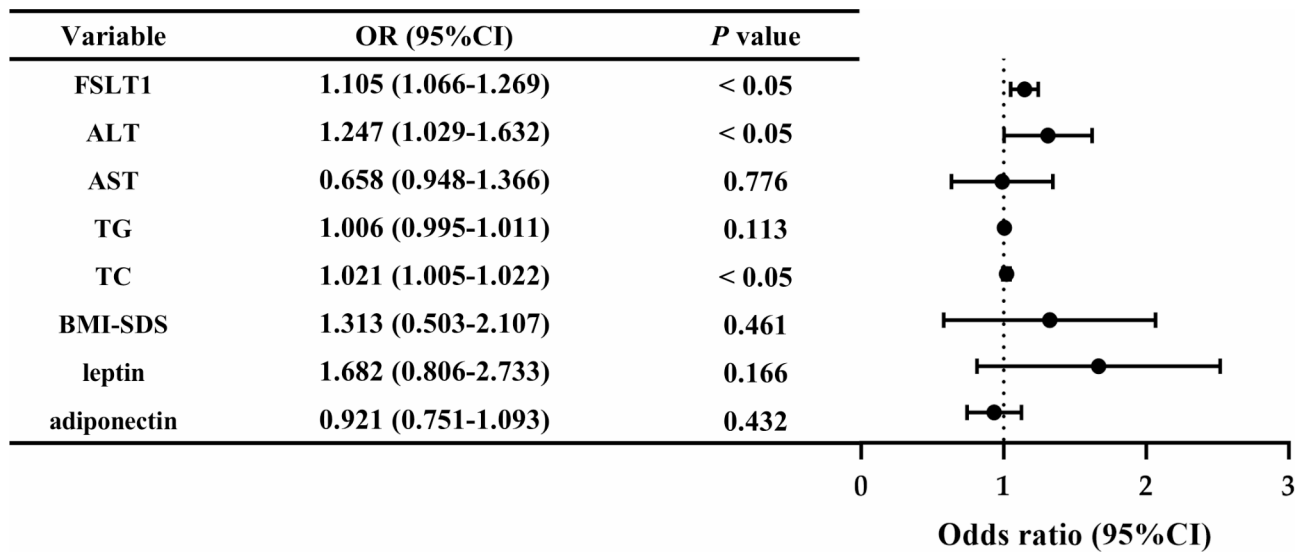 Variable OR (95%CI) P value
FSLT1 1.105 (1.066-1.269) < 0.05
ALT 1.247 (1.029-1.632) < 0.05
AST 0.658 (0.948-1.366) 0.776
TG 1.006 (0.995-1.011) 0.113
TC 1.021 (1.005-1.022) < 0.05
BMI-SDS 1.313 (0.503-2.107) 0.461
leptin 1.682 (0.806-2.733) 0.166
adiponectin 0.921 (0.751-1.093) 0.432
0 1 2 3
Odds ratio (95%CI)